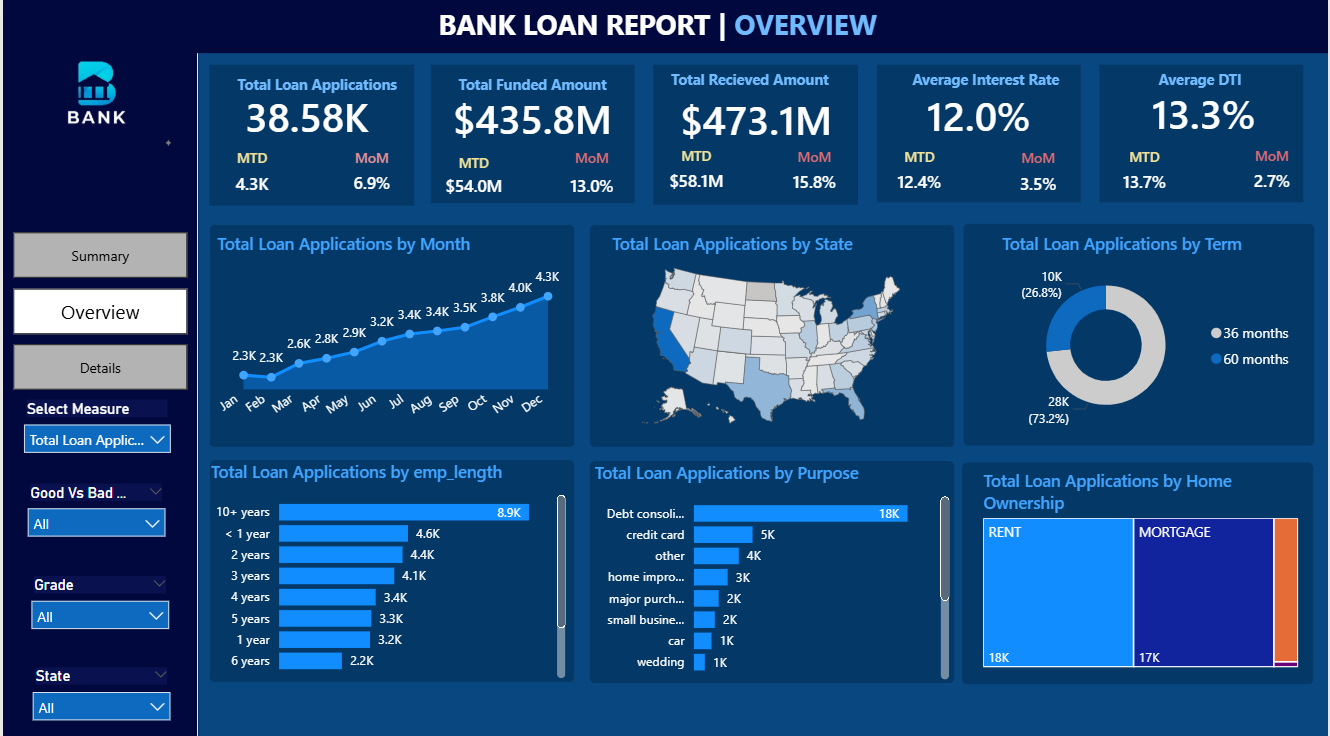 BANK LOAN REPORT | OVERVIEW
BANK
Summary
Overview
Details
Select Measure
Total Loan Applic...
Good Vs Bad ...
All
Grade
All
State
All
Total Loan Applications
38.58K
MTD MoM
4.3K 6.9%
Total Funded Amount
$435.8M
MTD MoM
$54.0M 13.0%
Total Recieved Amount
$473.1M
MTD MoM
$58.1M 15.8%
Average Interest Rate
12.0%
MTD MoM
12.4% 3.5%
Average DTI
13.3%
MTD MoM
13.7% 2.7%
Total Loan Applications by Month
2.3K 2.3K 2.6K 2.8K 2.9K 3.2K 3.4K 3.4K 3.5K 3.8K 4.0K 4.3K
Jan Feb Mar Apr May Jun Jul Aug Sep Oct Nov Dec
Total Loan Applications by State
Total Loan Applications by Term
10K
(26.8%)
28K
(73.2%)
36 months
60 months
Total Loan Applications by emp_length
10+ years 8.9K
< 1 year 4.6K
2 years 4.4K
3 years 4.1K
4 years 3.4K
5 years 3.3K
1 year 3.2K
6 years 2.2K
Total Loan Applications by Purpose
Debt consoli... 18K
credit card 5K
other 4K
home impro... 3K
major purch... 2K
small busine... 2K
car 1K
wedding 1K
Total Loan Applications by Home
Ownership
RENT MORTGAGE
18K 17K